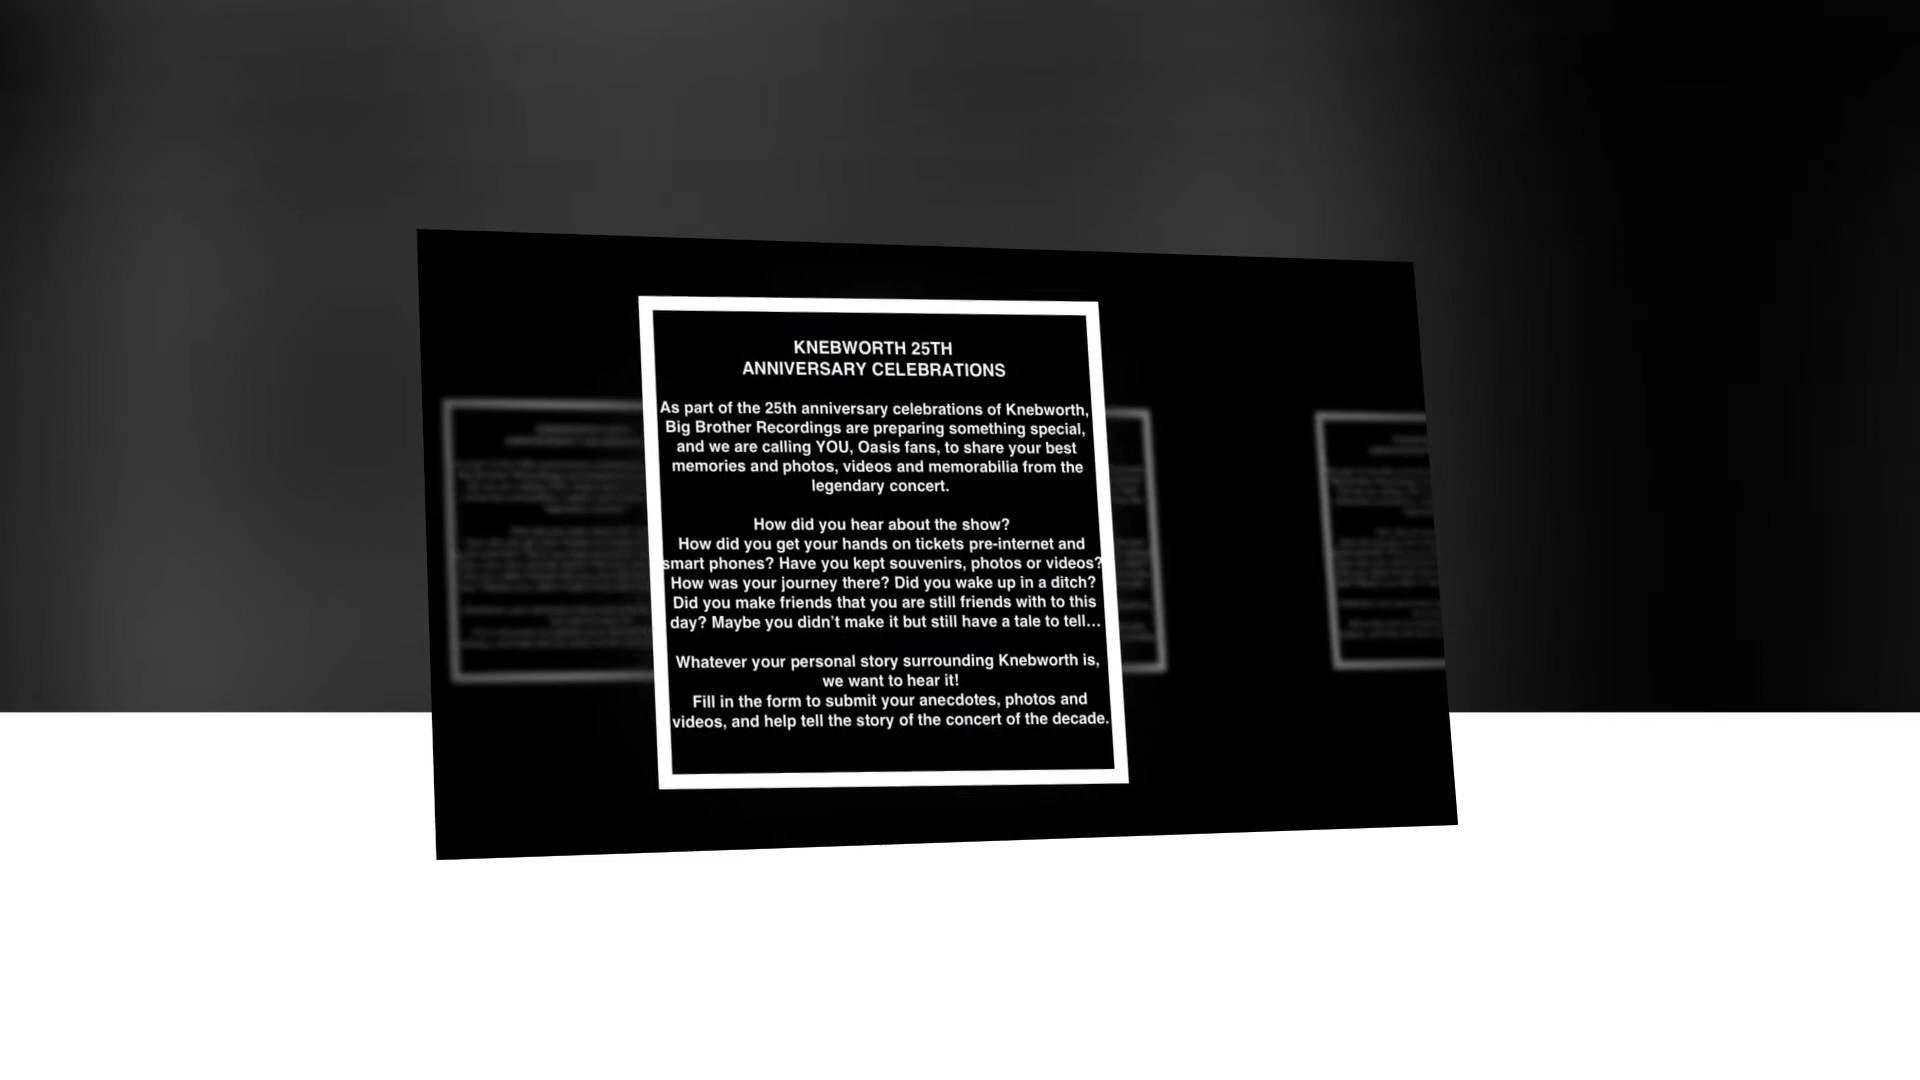 KNEBWORTH 25TH
ANNIVERSARY CELEBRATIONS
As part of the 25th anniversary celebrations of Knebworth,
Big Brother Recordings are preparing something special,
and we are calling YOU, Oasis fans, to share your best
memories and photos, videos and memorabilia from the
legendary concert.
How did you hear about the show?
How did you get your hands on tickets pre-internet and
smart phones? Have you kept souvenirs, photos or videos?
How was your journey there? Did you wake up in a ditch?
Did you make friends that you are still friends with to this
day? Maybe you didn’t make it but still have a tale to tell...
Whatever your personal story surrounding Knebworth is,
we want to hear it!
Fill in the form to submit your anecdotes, photos and
videos, and help tell the story of the concert of the decade.